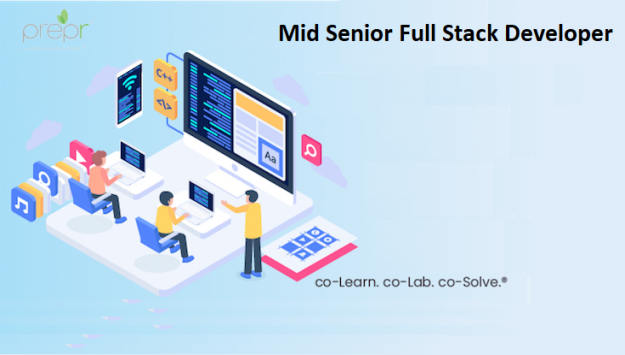 prepr
Mid Senior Full Stack Developer
C++
<\>
Aa
co-Learn. co-Lab. co-Solve.®